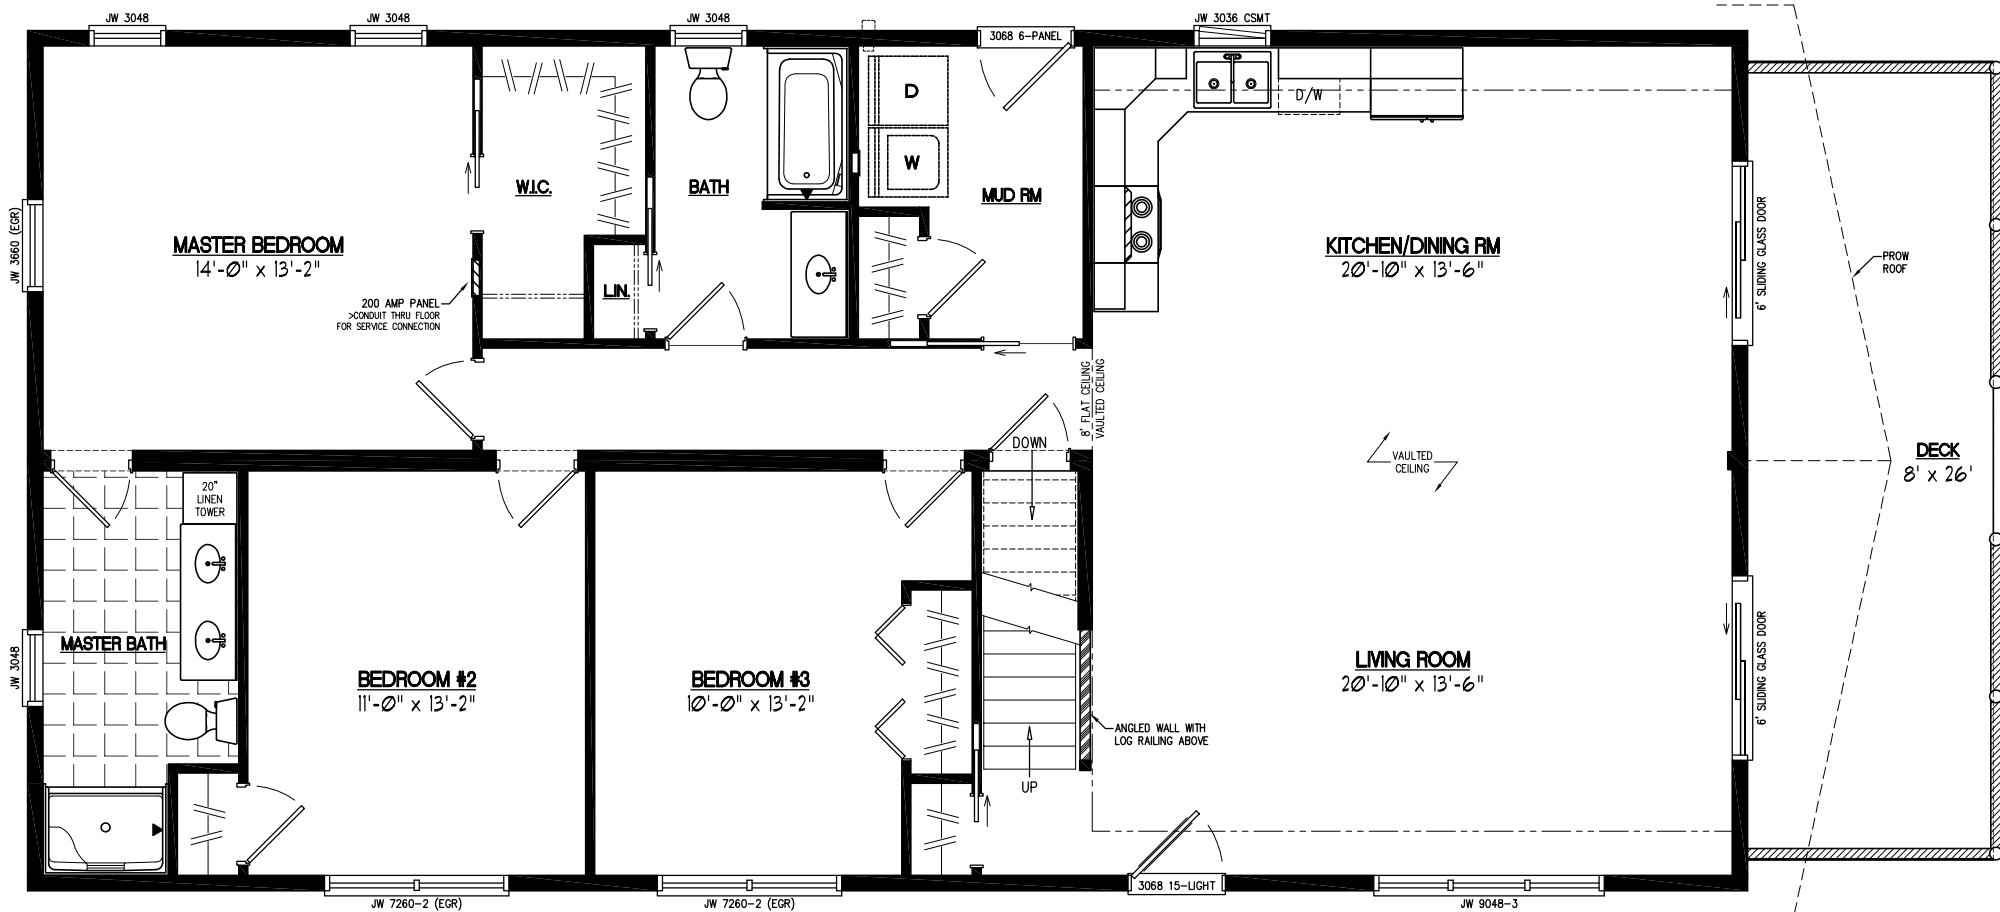 JW 3048
JW 3048
JW 3048
3068 6-PANEL
JW 3036 CSMT
D
W
D/W
W.I.C.
BATH
MUD RM
MASTER BEDROOM
14'-0" x 13'-2"
JW 3660 (EGR)
200 AMP PANEL
>CONDUIT THRU FLOOR
FOR SERVICE CONNECTION
LIN.
KITCHEN/DINING RM
20'-10" x 13'-6"
6' SLIDING GLASS DOOR
PROW
ROOF
8' FLAT CEILING
VAULTED CEILING
DOWN
VAULTED
CEILING
DECK
8' x 26'
20"
LINEN
TOWER
MASTER BATH
JW 3048
BEDROOM #2
11'-0" x 13'-2"
BEDROOM #3
10'-0" x 13'-2"
LIVING ROOM
20'-10" x 13'-6"
6' SLIDING GLASS DOOR
ANGLED WALL WITH
LOG RAILING ABOVE
UP
3068 15-LIGHT
JW 7260-2 (EGR)
JW 7260-2 (EGR)
JW 9048-3